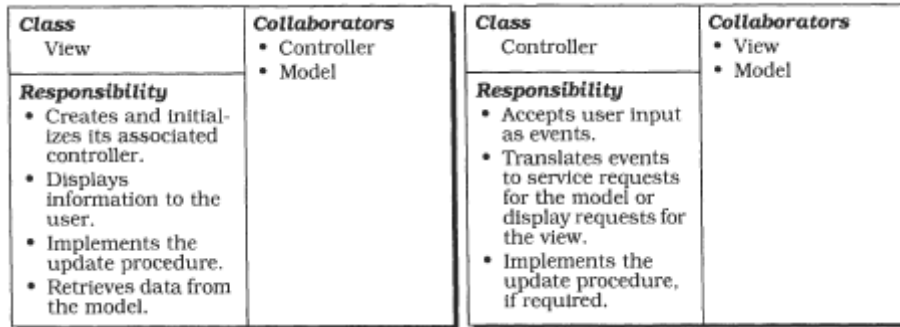 Class
View
Collaborators
• Controller
• Model
Responsibility
• Creates and initial-
izes its associated
controller.
• Displays
information to the
user.
• Implements the
update procedure.
• Retrieves data from
the model.
Class
Controller
Collaborators
• View
• Model
Responsibility
• Accepts user input
as events.
• Translates events
to service requests
for the model or
display requests for
the view.
• Implements the
update procedure,
if required.